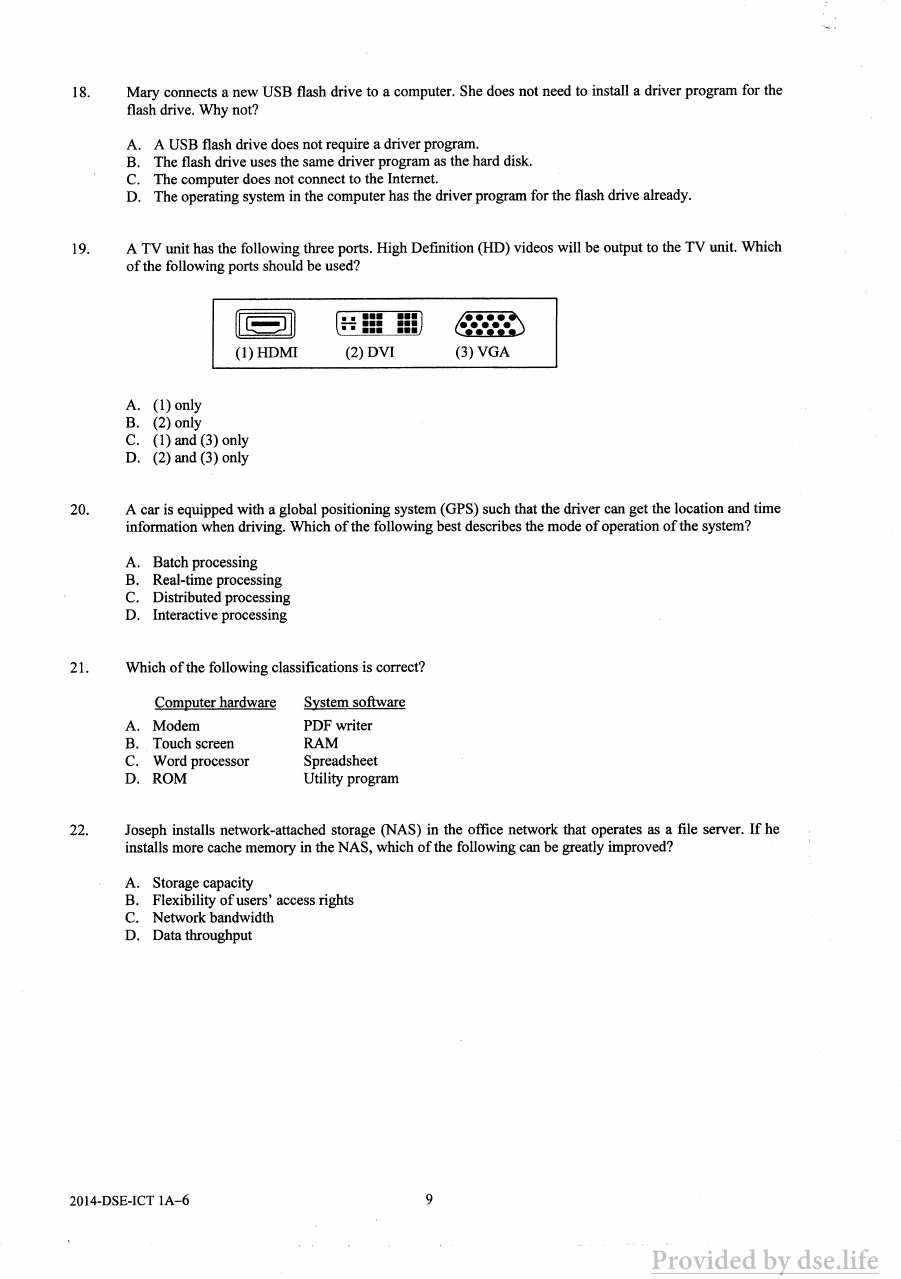 18. Mary connects a new USB flash drive to a computer. She does not need to install a driver program for the
flash drive. Why not?
A. A USB flash drive does not require a driver program.
B. The flash drive uses the same driver program as the hard disk.
C. The computer does not connect to the Internet.
D. The operating system in the computer has the driver program for the flash drive already.
19. A TV unit has the following three ports. High Definition (HD) videos will be output to the TV unit. Which
of the following ports should be used?
(1) HDMI (2) DVI (3) VGA
A. (1) only
B. (2) only
C. (1) and (3) only
D. (2) and (3) only
20. A car is equipped with a global positioning system (GPS) such that the driver can get the location and time
information when driving. Which of the following best describes the mode of operation of the system?
A. Batch processing
B. Real-time processing
C. Distributed processing
D. Interactive processing
21. Which of the following classifications is correct?
Computer hardware System software
A. Modem PDF writer
B. Touch screen RAM
C. Word processor Spreadsheet
D. ROM Utility program
22. Joseph installs network-attached storage (NAS) in the office network that operates as a file server. If he
installs more cache memory in the NAS, which of the following can be greatly improved?
A. Storage capacity
B. Flexibility of users' access rights
C. Network bandwidth
D. Data throughput
2014-DSE-ICT 1A–6 9
Provided by dse.life